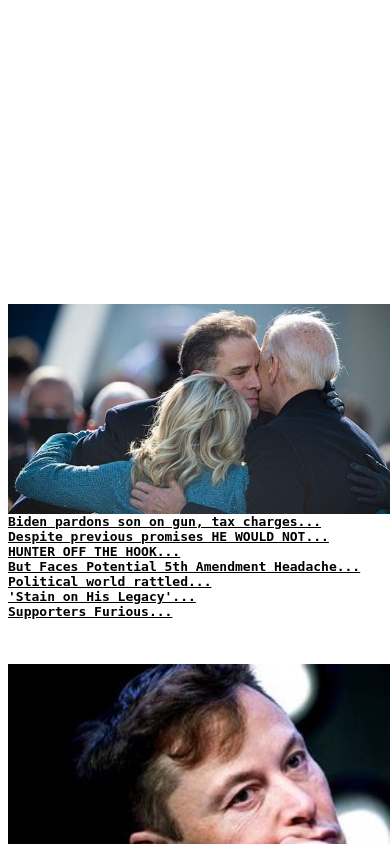 Biden pardons son on gun, tax charges...
Despite previous promises HE WOULD NOT...
HUNTER OFF THE HOOK...
But Faces Potential 5th Amendment Headache...
Political world rattled...
'Stain on His Legacy'...
Supporters Furious...